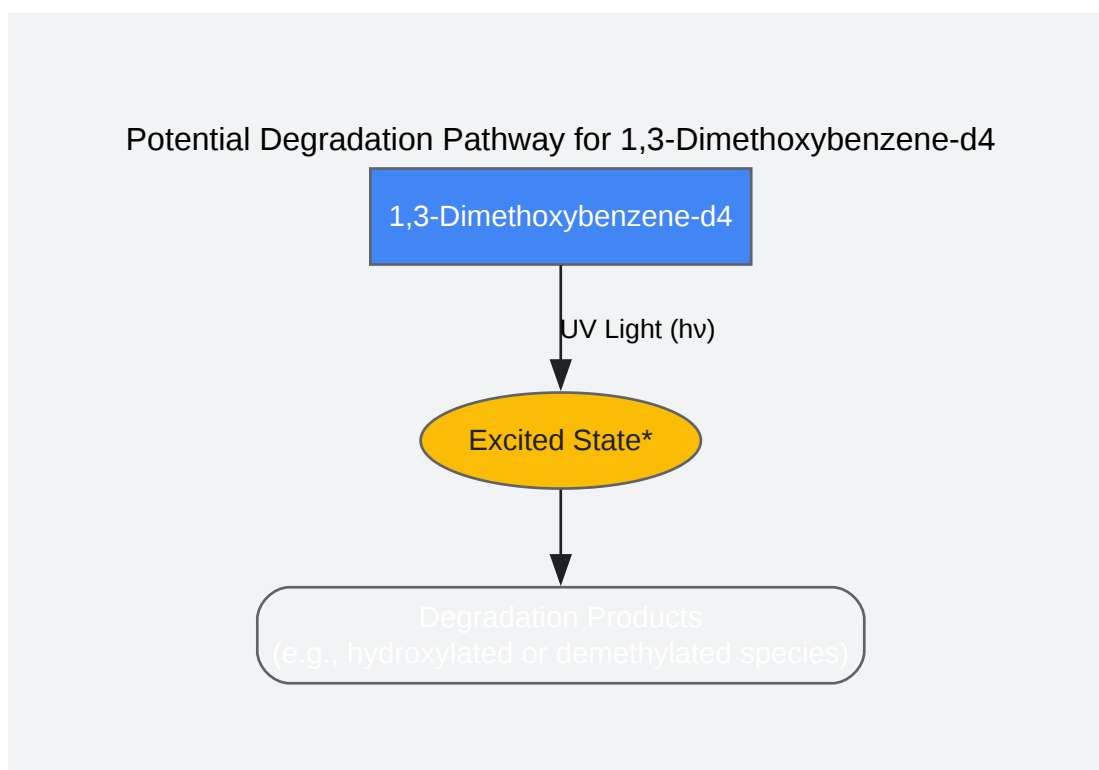 Potential Degradation Pathway for 1,3-Dimethoxybenzene-d4
1,3-Dimethoxybenzene-d4
UV Light (hν)
Excited State*
Degradation Products
(e.g., hydroxylated or demethylated species)